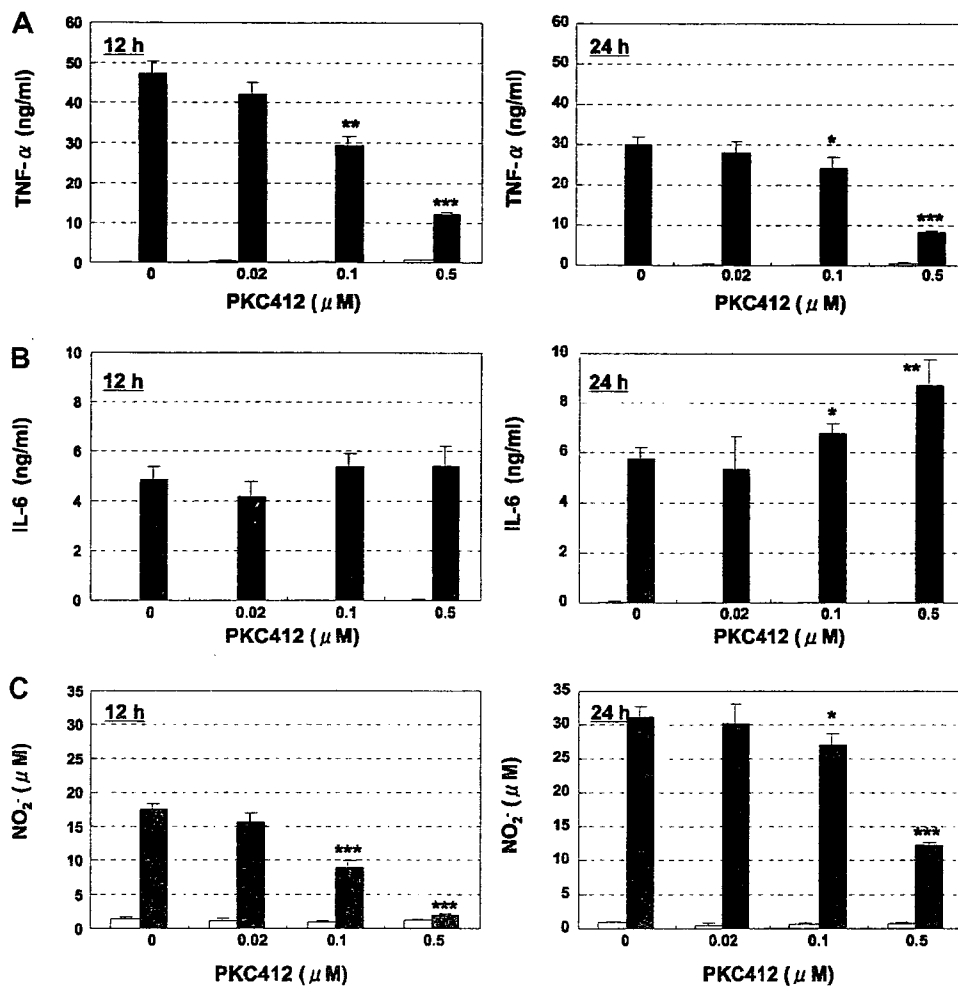 A
12 h
TNF-α (ng/ml)
60
50
40
30
20
10
0
**
***
0 0.02 0.1 0.5
PKC412 (μM)
24 h
TNF-α (ng/ml)
60
50
40
30
20
10
0
*
***
0 0.02 0.1 0.5
PKC412 (μM)
B
12 h
IL-6 (ng/ml)
10
8
6
4
2
0
0 0.02 0.1 0.5
PKC412 (μM)
24 h
IL-6 (ng/ml)
10
8
6
4
2
0
*
**
0 0.02 0.1 0.5
PKC412 (μM)
C
12 h
NO₂⁻ (μM)
35
30
25
20
15
10
5
0
***
***
0 0.02 0.1 0.5
PKC412 (μM)
24 h
NO₂⁻ (μM)
35
30
25
20
15
10
5
0
*
***
0 0.02 0.1 0.5
PKC412 (μM)